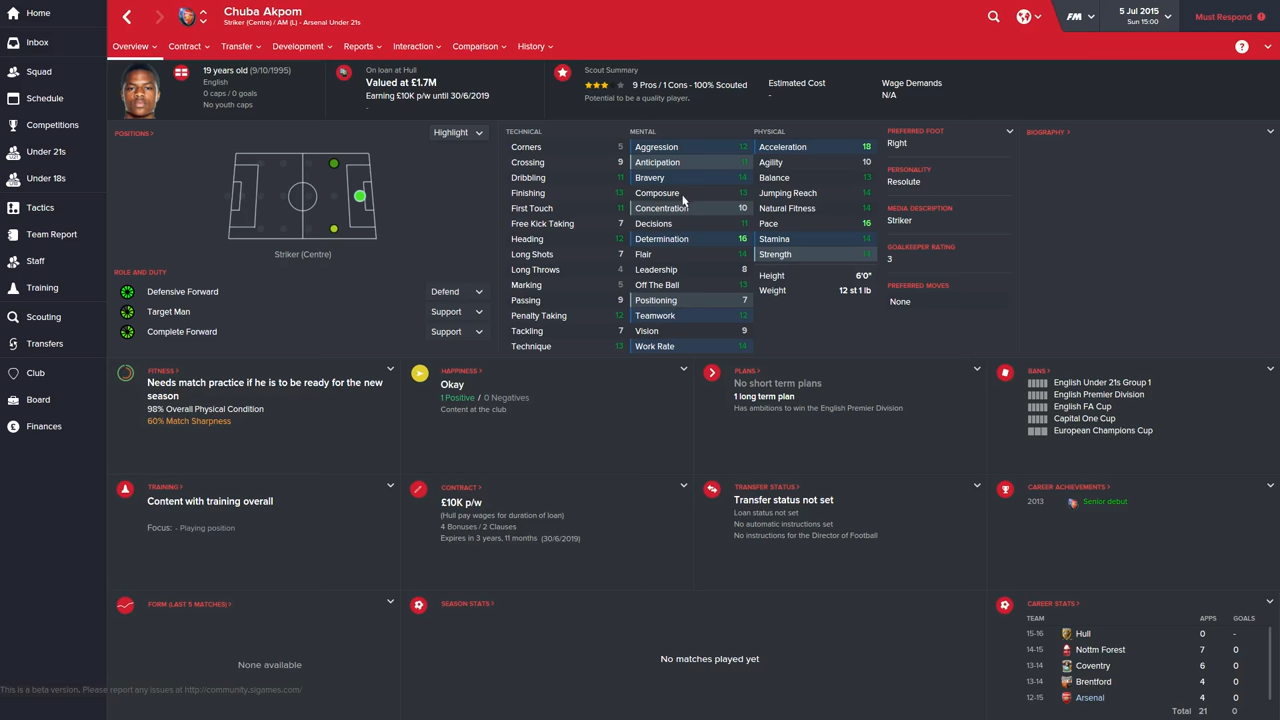 Home
Inbox
Squad
Schedule
Competitions
Under 21s
Under 18s
Tactics
Team Report
Staff
Training
Scouting
Transfers
Club
Board
Finances
Chuba Akpom
Striker (Centre) / AM (L) - Arsenal Under 21s
FM
5 Jul 2015
Sun 15:00
Must Respond
Overview Contract Transfer Development Reports Interaction Comparison History
19 years old (9/10/1995)
English
0 caps / 0 goals
No youth caps
On loan at Hull
Valued at £1.7M
Earning £10K p/w until 30/6/2019
-
Scout Summary
9 Pros / 1 Cons - 100% Scouted
Potential to be a quality player.
Estimated Cost
-
Wage Demands
N/A
POSITIONS >
Highlight
Striker (Centre)
ROLE AND DUTY
Defensive Forward Defend
Target Man Support
Complete Forward Support
TECHNICAL
Corners 5
Crossing 9
Dribbling 11
Finishing 13
First Touch 11
Free Kick Taking 7
Heading 12
Long Shots 7
Long Throws 4
Marking 5
Passing 9
Penalty Taking 12
Tackling 7
Technique 13
MENTAL
Aggression 12
Anticipation 11
Bravery 14
Composure 13
Concentration 10
Decisions 11
Determination 16
Flair 14
Leadership 8
Off The Ball 13
Positioning 7
Teamwork 12
Vision 9
Work Rate 14
PHYSICAL
Acceleration 18
Agility 10
Balance 13
Jumping Reach 14
Natural Fitness 14
Pace 16
Stamina 14
Strength
Height 6'0"
Weight 12 st 1 lb
PREFERRED FOOT
Right
PERSONALITY
Resolute
MEDIA DESCRIPTION
Striker
GOALKEEPER RATING
3
PREFERRED MOVES
None
BIOGRAPHY >
FITNESS >
Needs match practice if he is to be ready for the new
season
98% Overall Physical Condition
60% Match Sharpness
HAPPINESS >
Okay
1 Positive / 0 Negatives
Content at the club
PLANS >
No short term plans
1 long term plan
Has ambitions to win the English Premier Division
BANS >
English Under 21s Group 1
English Premier Division
English FA Cup
Capital One Cup
European Champions Cup
TRAINING >
Content with training overall
Focus: - Playing position
CONTRACT >
£10K p/w
(Hull pay wages for duration of loan)
4 Bonuses / 2 Clauses
Expires in 3 years, 11 months (30/6/2019)
TRANSFER STATUS >
Transfer status not set
Loan status not set
No automatic instructions set
No instructions for the Director of Football
CAREER ACHIEVEMENTS >
2013 Senior debut
FORM (LAST 5 MATCHES) >
None available
SEASON STATS >
No matches played yet
CAREER STATS >
TEAM APPS GOALS
15-16 Hull 0 -
14-15 Nottm Forest 7 0
13-14 Coventry 6 0
13-14 Brentford 4 0
12-15 Arsenal 4 0
Total 21 0
This is a beta version. Please report any issues at http://community.sigames.com/